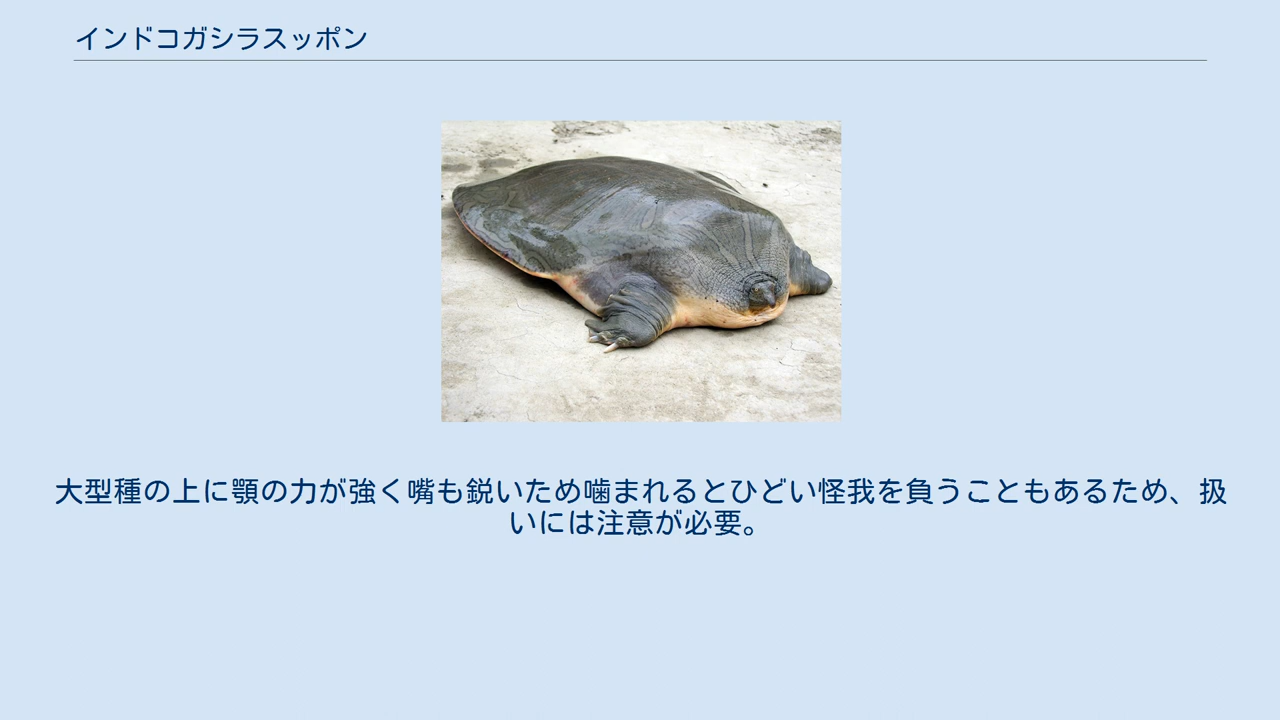 インドコガシラスッポン
大型種の上に顎の力が強く嘴も鋭いため噛まれるとひどい怪我を負うこともあるため、扱
いには注意が必要。